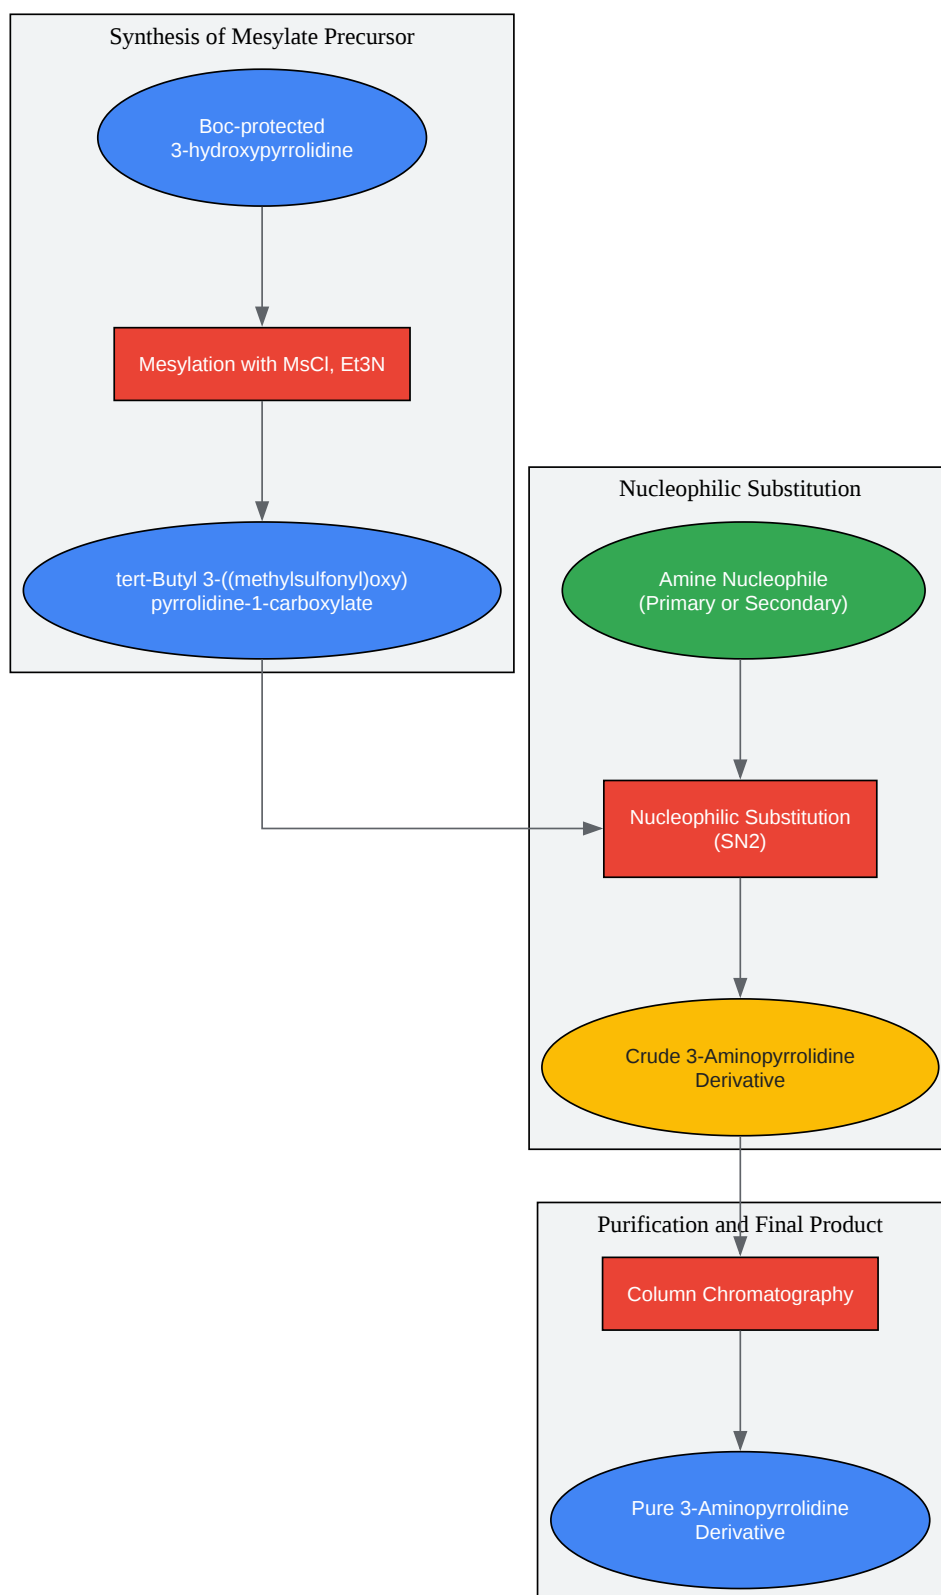 Synthesis of Mesylate Precursor
Boc-protected
3-hydroxypyrrolidine
Mesylation with MsCl, Et3N
tert-Butyl 3-((methylsulfonyl)oxy)
pyrrolidine-1-carboxylate
Nucleophilic Substitution
Amine Nucleophile
(Primary or Secondary)
Nucleophilic Substitution
(SN2)
Crude 3-Aminopyrrolidine
Derivative
Purification and Final Product
Column Chromatography
Pure 3-Aminopyrrolidine
Derivative